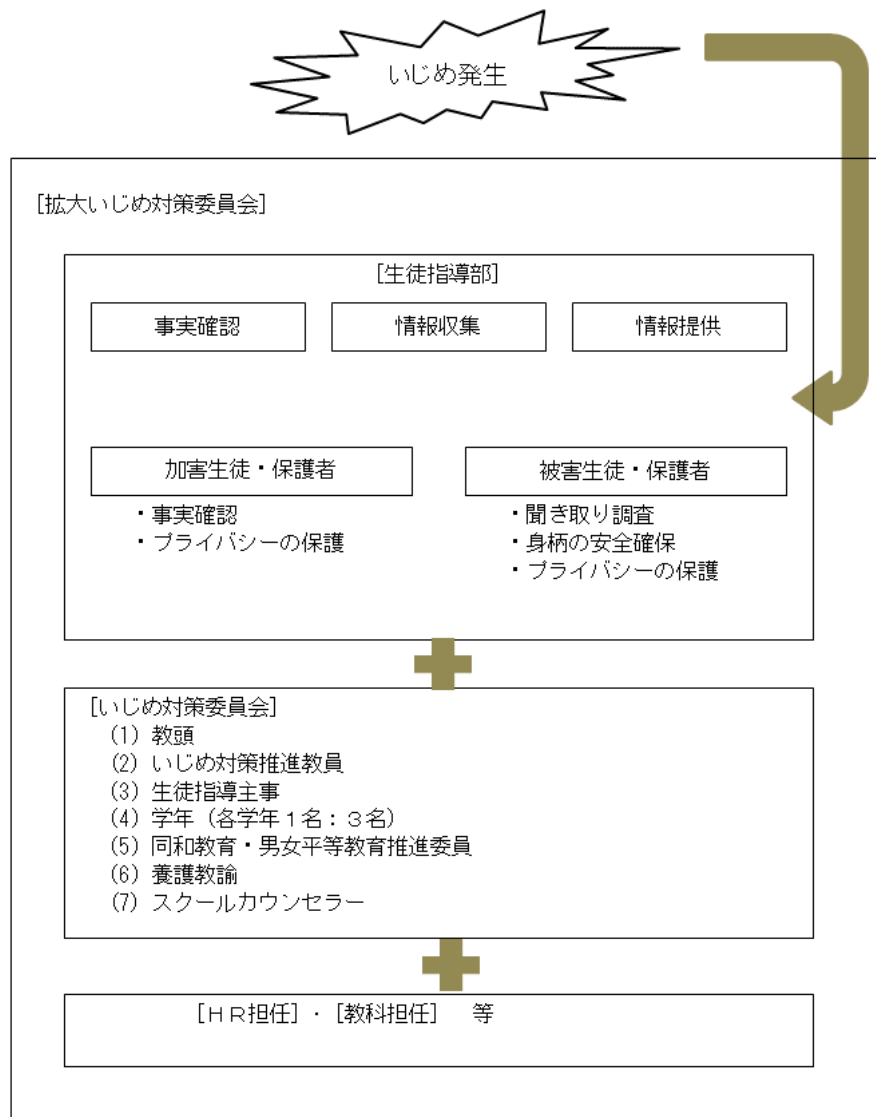 いじめ発生
[拡大いじめ対策委員会]
[生徒指導部]
事実確認
情報収集
情報提供
加害生徒・保護者
・事実確認
・プライバシーの保護
被害生徒・保護者
・聞き取り調査
・身柄の安全確保
・プライバシーの保護
[いじめ対策委員会]
(1) 教頭
(2) いじめ対策推進教員
(3) 生徒指導主事
(4) 学年（各学年１名：３名）
(5) 同和教育・男女平等教育推進委員
(6) 養護教諭
(7) スクールカウンセラー
[ＨＲ担任]・[教科担任]　等